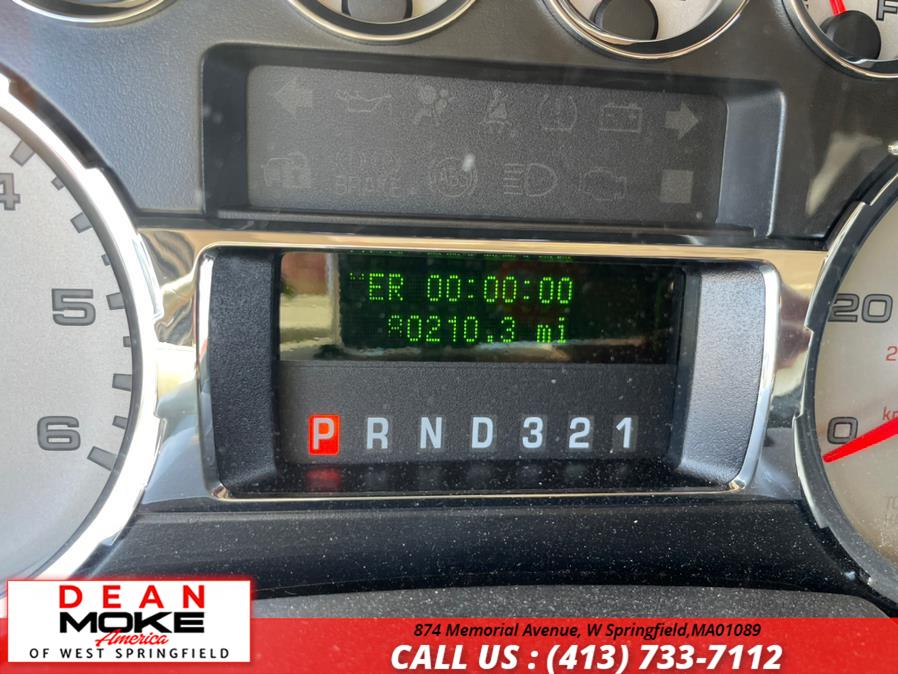 4
5
6
BRAKE
ABS
ER 00:00:00
80210.3 mi
P R N D 3 2 1
20
0
DEAN
MOKE
America
OF WEST SPRINGFIELD
874 Memorial Avenue, W Springfield,MA01089
CALL US : (413) 733-7112